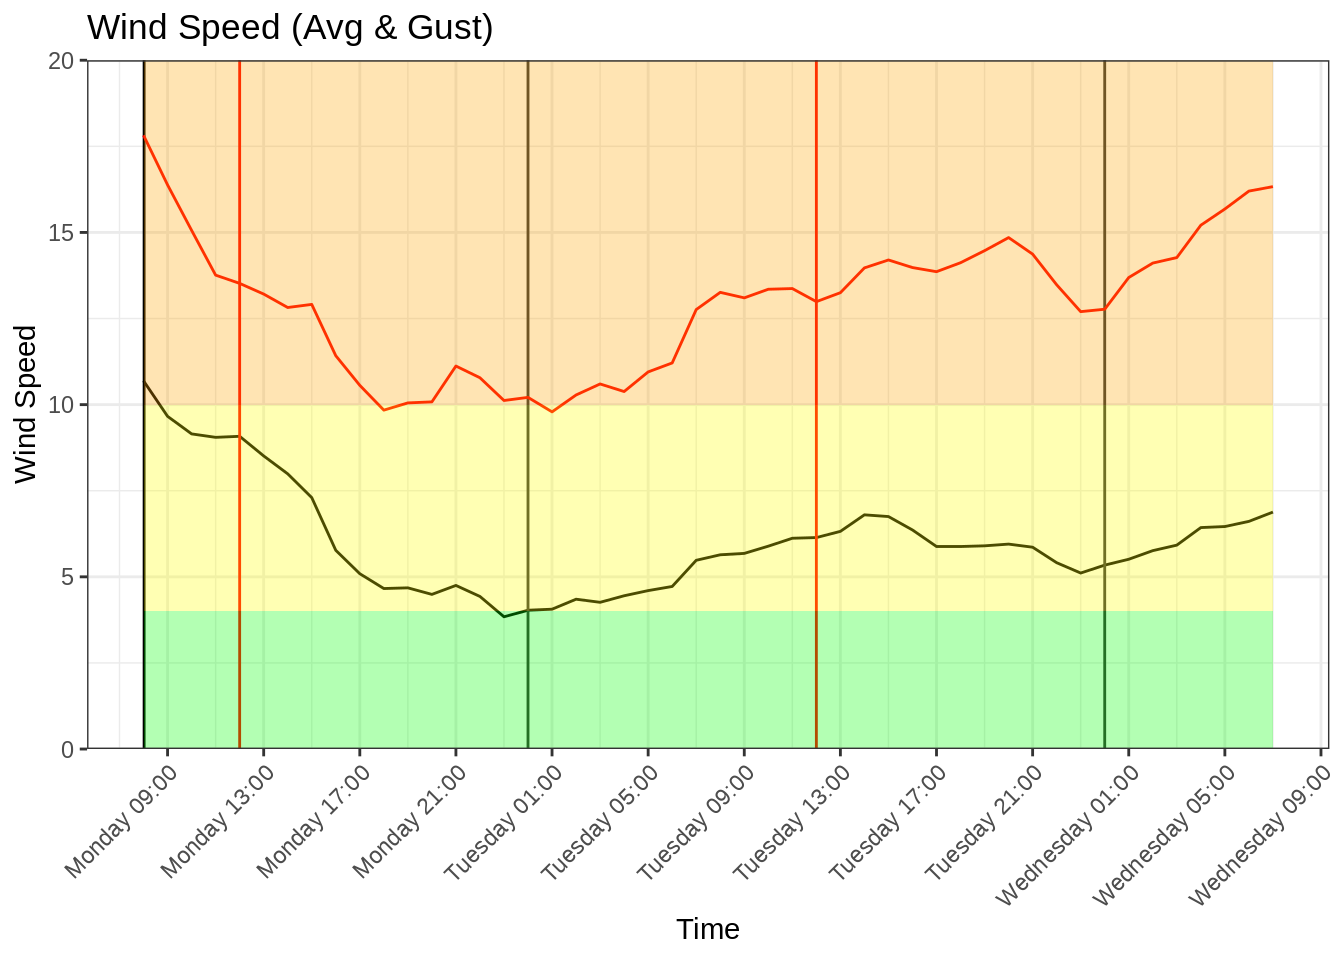 Wind Speed (Avg & Gust)
20
15
10
5
0
Wind Speed
Monday 09:00
Monday 13:00
Monday 17:00
Monday 21:00
Tuesday 01:00
Tuesday 05:00
Tuesday 09:00
Tuesday 13:00
Tuesday 17:00
Tuesday 21:00
Wednesday 01:00
Wednesday 05:00
Wednesday 09:00
Time